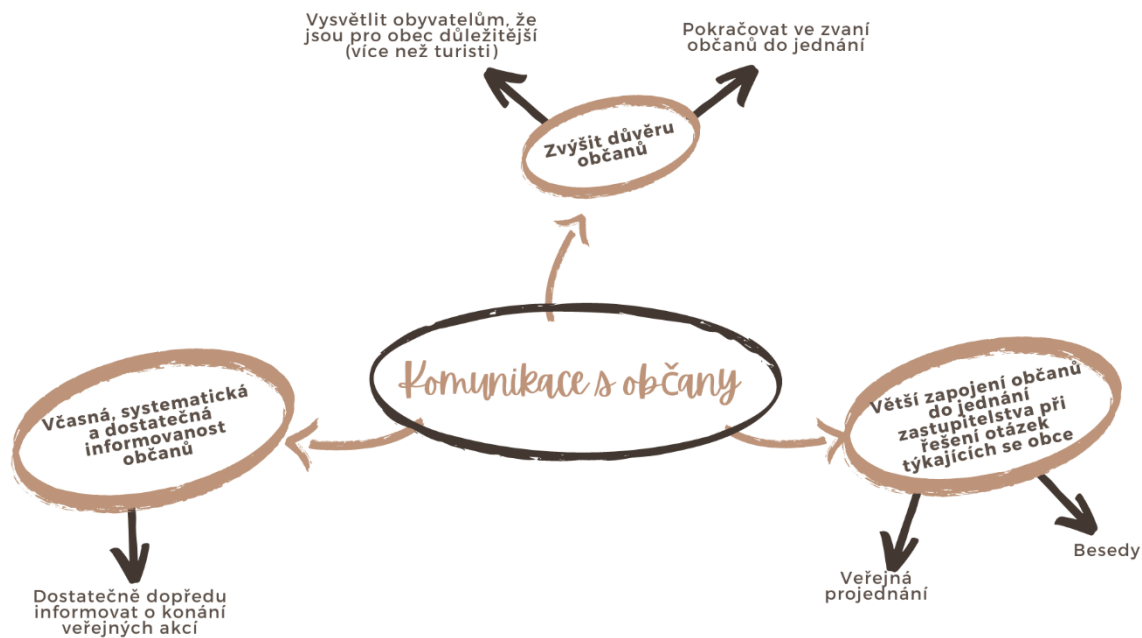 Vysvětlit obyvatelům, že
jsou pro obec důležitější
(více než turisti)
Pokračovat ve zvaní
občanů do jednání
Zvýšit důvěru
občanů
Komunikace s občany
Včasná, systematická
a dostatečná
informovanost
občanů
Větší zapojení občanů
do jednání
zastupitelstva při
řešení otázek
týkajících se obce
Dostatečně dopředu
informovat o konání
veřejných akcí
Veřejná
projednání
Besedy